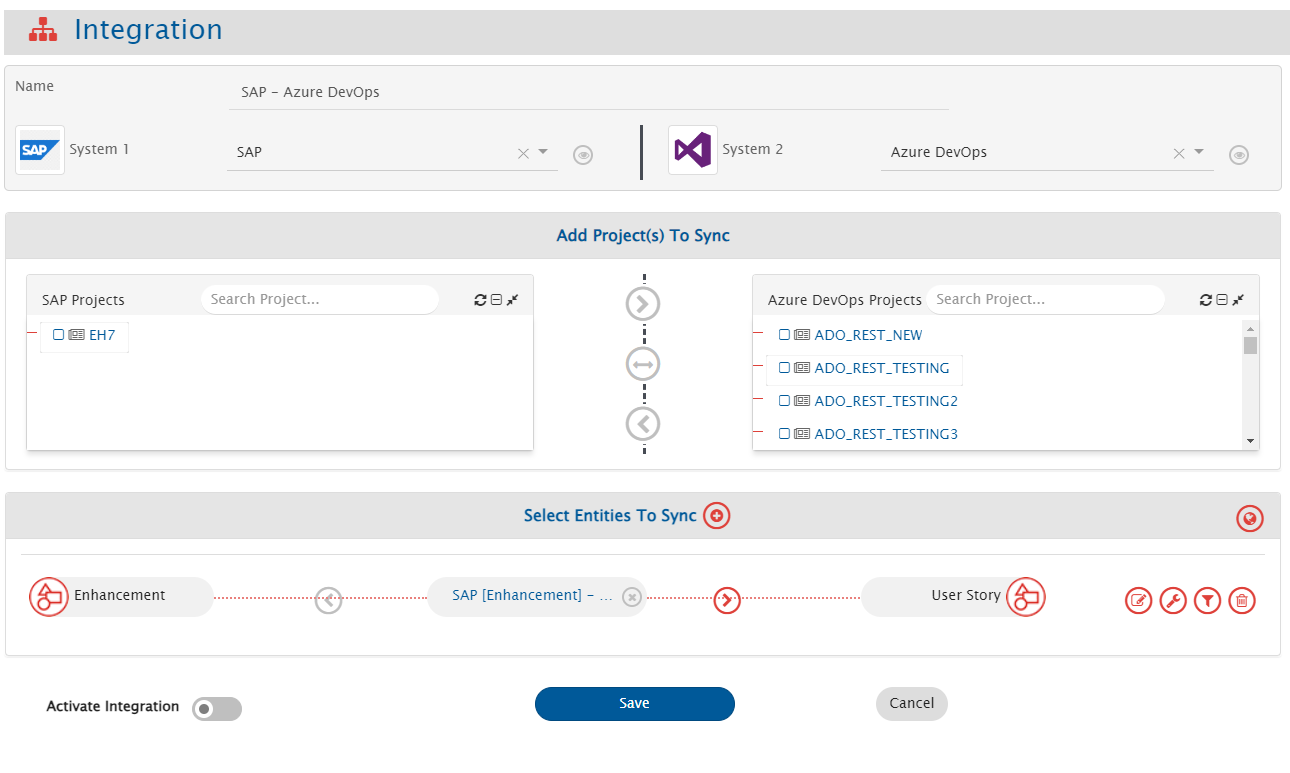 Integration
Name
SAP – Azure DevOps
SAP System 1 SAP System 2 Azure DevOps
Add Project(s) To Sync
SAP Projects Search Project... Azure DevOps Projects Search Project...
EH7 ADO_REST_NEW
ADO_REST_TESTING
ADO_REST_TESTING2
ADO_REST_TESTING3
Select Entities To Sync
Enhancement SAP [Enhancement] – ... User Story
Activate Integration Save Cancel